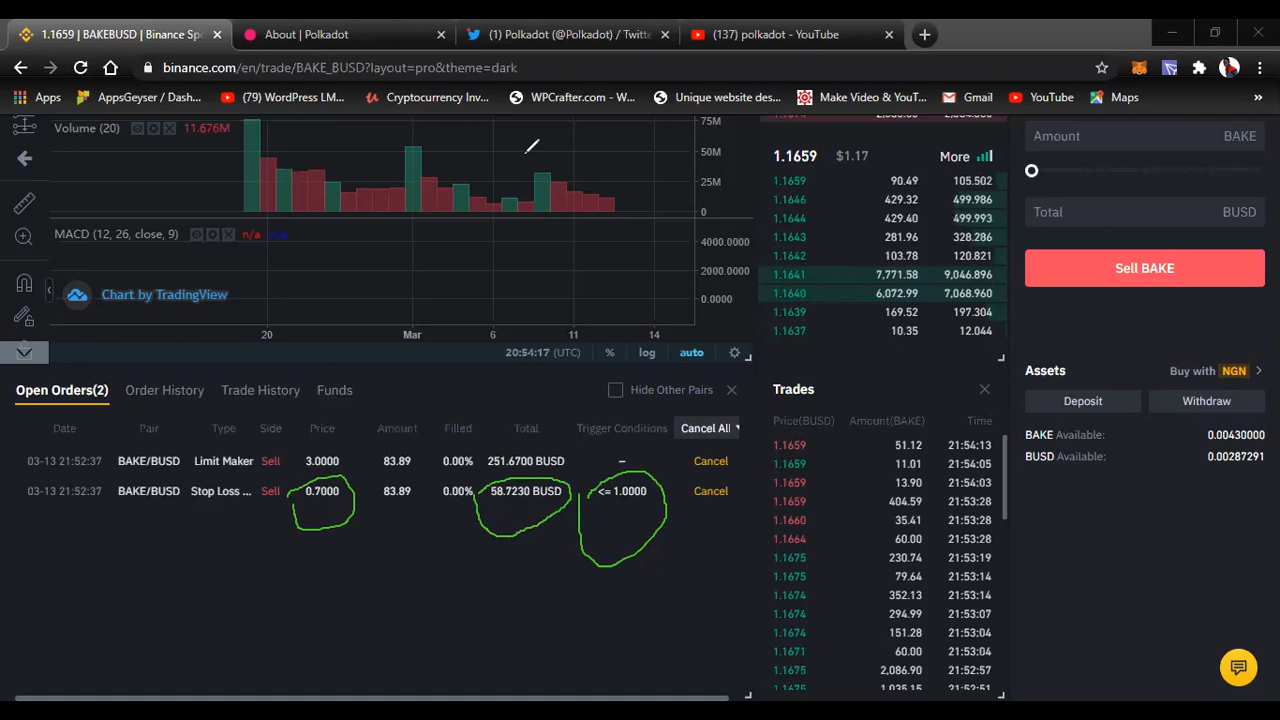 1.1659 | BAKEBUSD | Binance Sp
About | Polkadot
(1) Polkadot (@Polkadot) / Twitte
(137) polkadot - YouTube
binance.com/en/trade/BAKE_BUSD?layout=pro&theme=dark
Apps
AppsGeyser / Dash...
(79) WordPress LM...
Cryptocurrency Inv...
WPCrafter.com - W...
Unique website des...
Make Video & YouT...
Gmail
YouTube
Maps
»
Volume (20) 11.676M
75M
50M
25M
0
MACD (12, 26, close, 9) n/a n/a
4000.0000
2000.0000
0.0000
Chart by TradingView
20 Mar 6 11 14
20:54:17 (UTC) % log auto
1.1659 $1.17 More
1.1659 90.49 105.502
1.1646 429.32 499.986
1.1644 429.40 499.993
1.1643 281.96 328.286
1.1642 103.78 120.821
1.1641 7,771.58 9,046.896
1.1640 6,072.99 7,068.960
1.1639 169.52 197.304
1.1637 10.35 12.044
Amount BAKE
Total BUSD
Sell BAKE
Open Orders(2) Order History Trade History Funds Hide Other Pairs
Date Pair Type Side Price Amount Filled Total Trigger Conditions Cancel All
03-13 21:52:37 BAKE/BUSD Limit Maker Sell 3.0000 83.89 0.00% 251.6700 BUSD – Cancel
03-13 21:52:37 BAKE/BUSD Stop Loss ... Sell 0.7000 83.89 0.00% 58.7230 BUSD <= 1.0000 Cancel
Trades
Price(BUSD) Amount(BAKE) Time
1.1659 51.12 21:54:13
1.1659 11.01 21:54:05
1.1659 13.90 21:54:03
1.1659 404.59 21:53:28
1.1660 35.41 21:53:28
1.1664 60.00 21:53:28
1.1675 230.74 21:53:19
1.1675 79.64 21:53:14
1.1674 352.13 21:53:14
1.1674 294.99 21:53:07
1.1674 151.28 21:53:04
1.1671 60.00 21:53:04
1.1675 2,086.90 21:52:57
1.1675 1,035.15 21:52:51
Assets
Buy with NGN
Deposit Withdraw
BAKE Available: 0.00430000
BUSD Available: 0.00287291